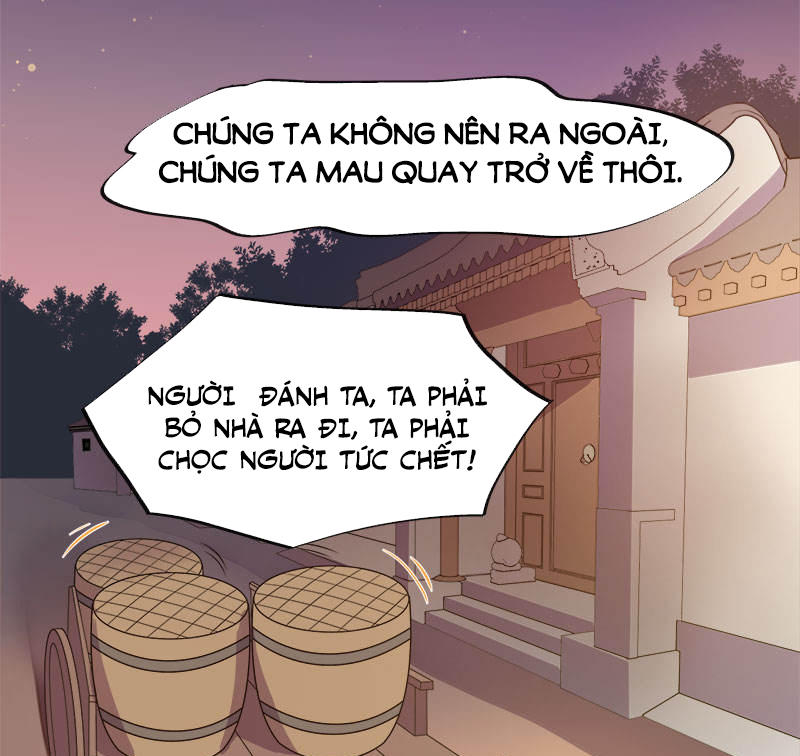 CHÚNG TA KHÔNG NÊN RA NGOÀI,
CHÚNG TA MAU QUAY TRỞ VỀ THÔI.
NGƯỜI ĐÁNH TA, TA PHẢI
BỎ NHÀ RA ĐI, TA PHẢI
CHỌC NGƯỜI TỨC CHẾT!